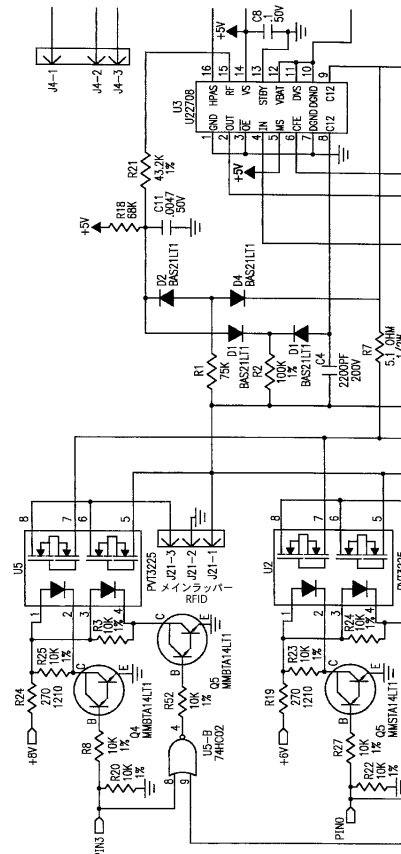 J4-1
J4-2
J4-3
+5V
C8
.1
50V
16
15
14
13
12
11
10
9
HPAS
RF
VS
STBY
VBAT
DVS
DGND
C12
U3
U2270B
GND
OUT
OE
IN
MS
CFE
DGND
C12
1
2
3
4
5
6
7
8
+5V
R21
43.2K
1%
+5V
R18
68K
C11
.0047
50V
D2
BAS21LT1
D4
BAS21LT1
D1
BAS21LT1
D1
BAS21LT1
R1
75K
R2
100K
1%
C4
2200PF
200V
R7
5.1 OHM
1/2W
8
7
6
5
U5
PVT3225
1
2
3
4
J21-3
J21-2
J21-1
メインラッパー
RFID
R25
10K
1%
R3
10K
1%
R24
270
1210
+8V
C
B
E
Q4
MMBTA14LT1
R8
10K
1%
R20
10K
1%
PIN3
C
B
E
Q5
MMBTA14LT1
R52
10K
1%
4
U5-B
74HC02
8
9
8
7
6
5
U2
PVT3225
1
2
3
4
R23
10K
1%
R24
10K
1%
R19
270
1210
+6V
C
B
E
Q5
MMSTA14LT1
R27
10K
1%
R22
10K
1%
PIN0